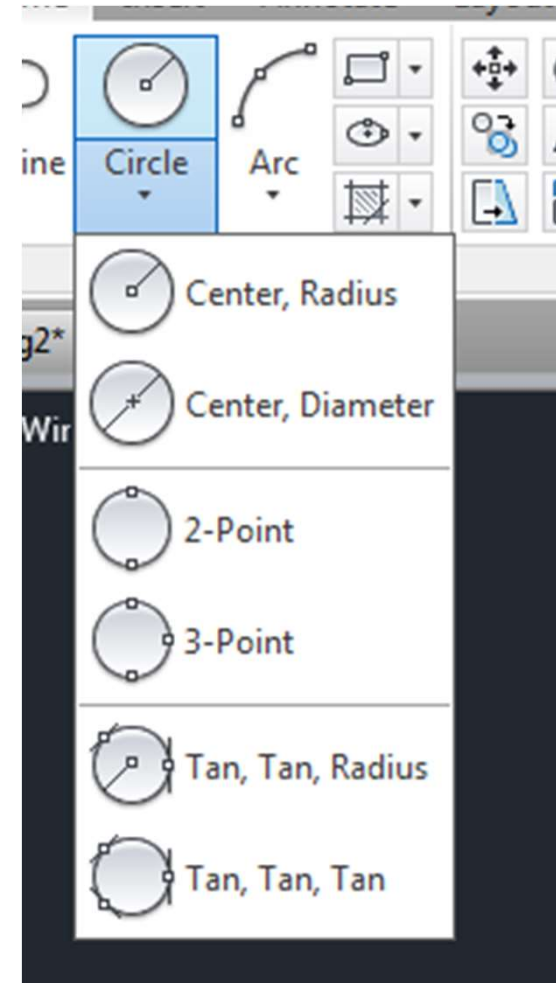 ine Circle Arc
Center, Radius
g2*
Center, Diameter
Wir
2-Point
3-Point
Tan, Tan, Radius
Tan, Tan, Tan